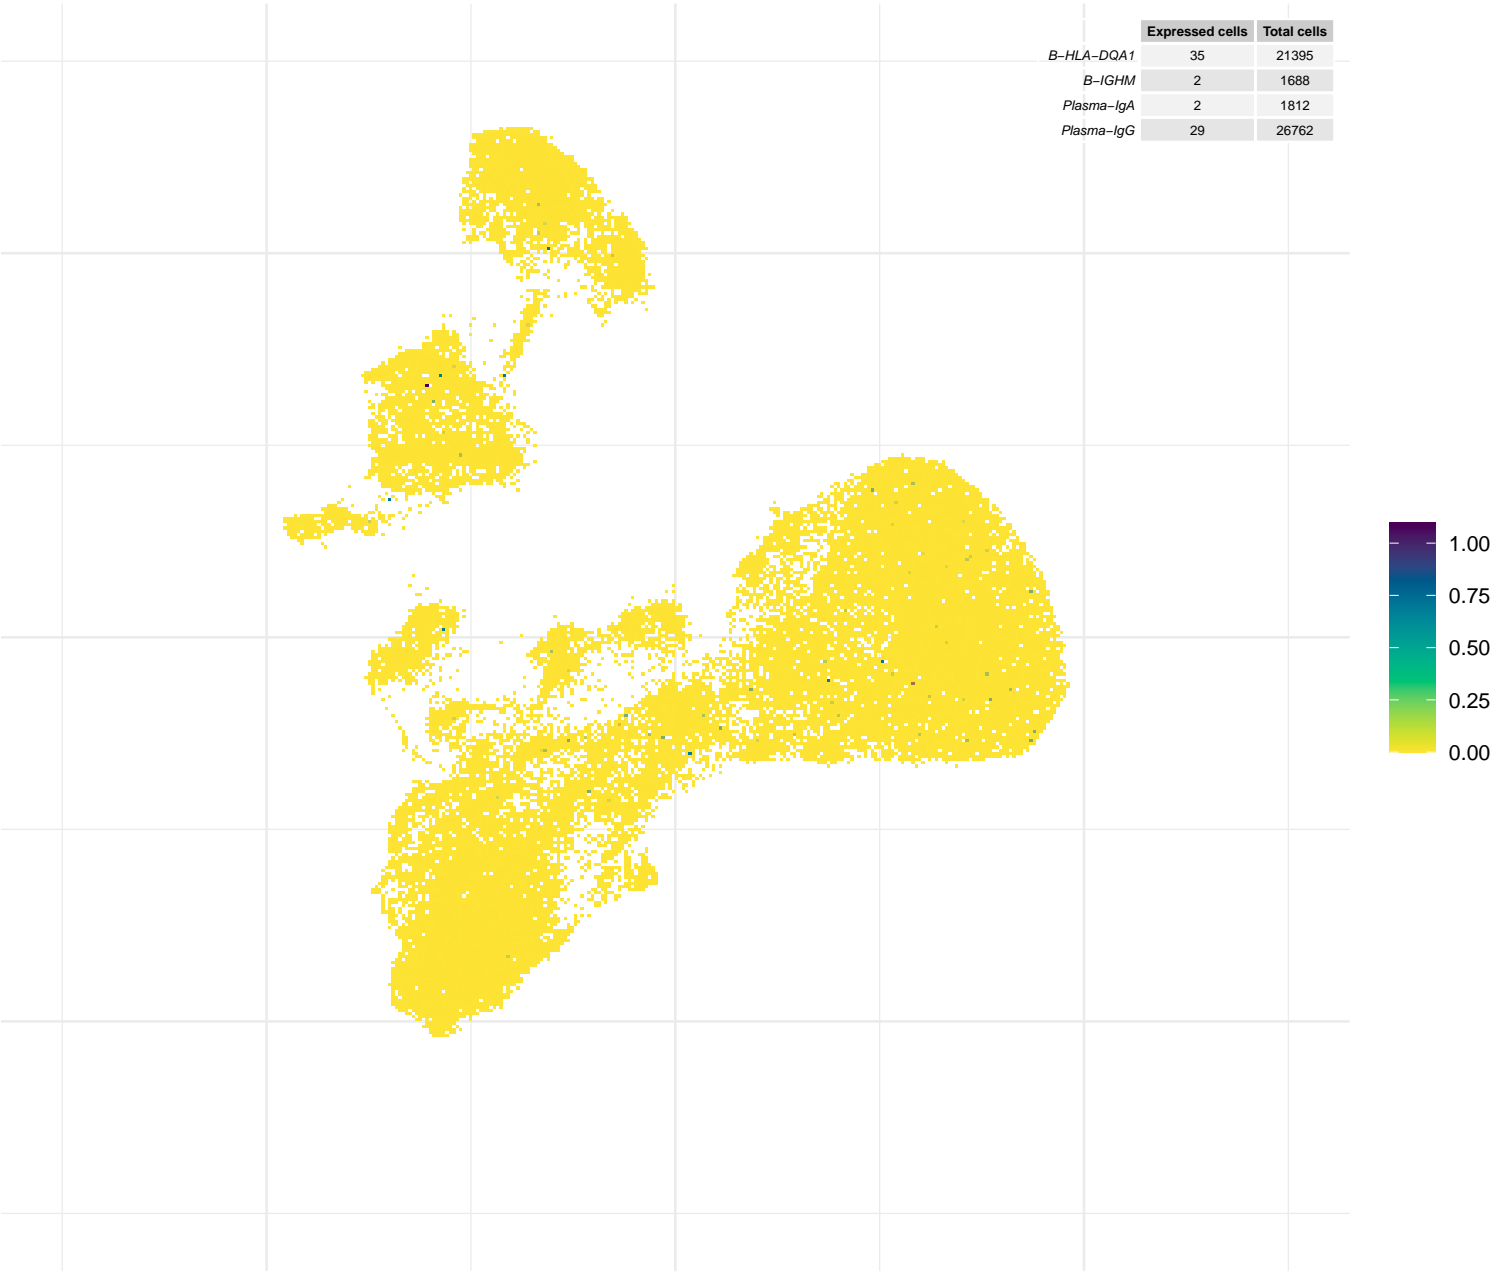 Expressed cells Total cells
B−HLA−DQA1 35 21395
B−IGHM 2 1688
Plasma−IgA 2 1812
Plasma−IgG 29 26762
1.00
0.75
0.50
0.25
0.00